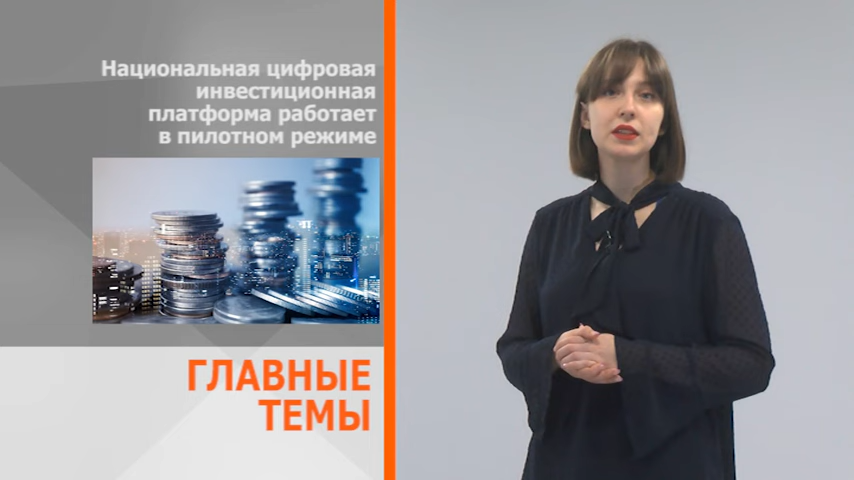 Национальная цифровая
инвестиционная
платформа работает
в пилотном режиме
ГЛАВНЫЕ
ТЕМЫ